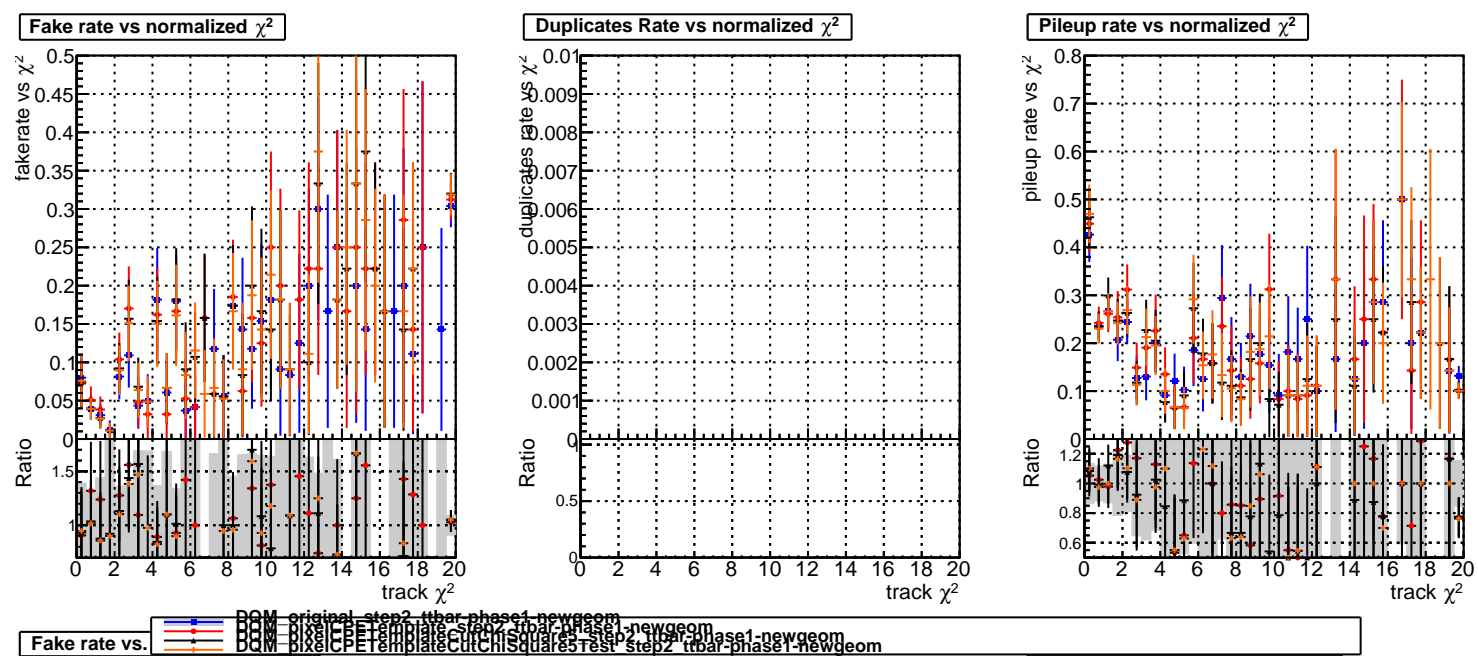 Fake rate vs normalized χ²
Duplicates Rate vs normalized χ²
Pileup rate vs normalized χ²
fakerate vs χ²
0.5
0.45
0.4
0.35
0.3
0.25
0.2
0.15
0.1
0.05
0
Ratio
1.5
1
0 2 4 6 8 10 12 14 16 18 20
track χ²
duplicates rate vs χ²
0.01
0.009
0.008
0.007
0.006
0.005
0.004
0.003
0.002
0.001
0
Ratio
1
0.5
0
0 2 4 6 8 10 12 14 16 18 20
track χ²
pileup rate vs χ²
0.8
0.7
0.6
0.5
0.4
0.3
0.2
0.1
0
Ratio
1.2
1
0.8
0.6
0 2 4 6 8 10 12 14 16 18 20
track χ²
DQM_original_step2_ttbar-phase1-newgeom
DQM_pixelCPETemplate_step2_ttbar-phase1-newgeom
DQM_pixelCPETemplateCutChiSquare5_step2_ttbar-phase1-newgeom
DQM_pixelCPETemplateCutChiSquare5Test_step2_ttbar-phase1-newgeom
Fake rate vs.